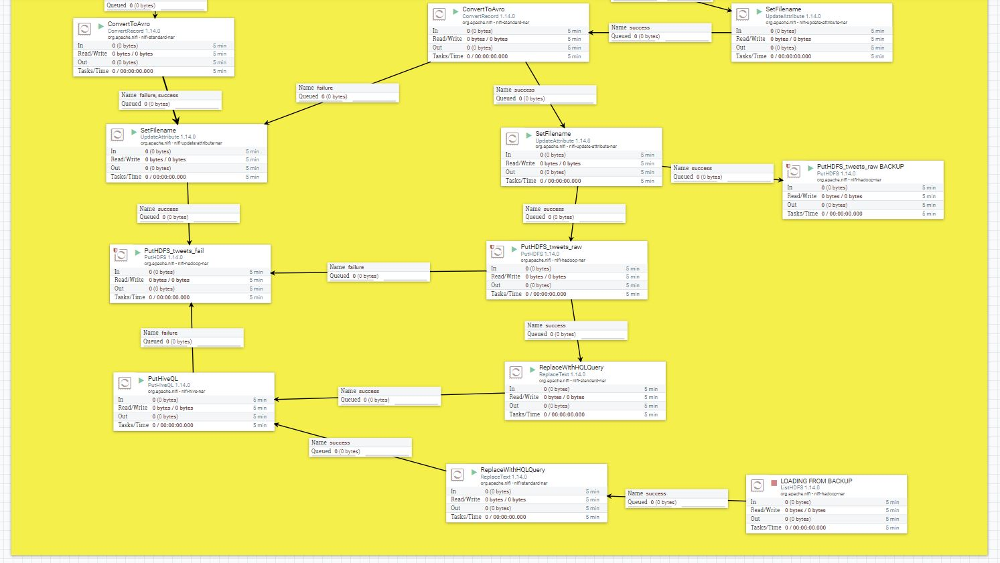 Queued 0 (0 bytes)
ConvertToAvro
ConvertRecord 1.14.0
org.apache.nifi - nifi-standard-nar
In 0 (0 bytes) 5 min
Read/Write 0 bytes / 0 bytes 5 min
Out 0 (0 bytes) 5 min
Tasks/Time 0 / 00:00:00.000 5 min
ConvertToAvro
ConvertRecord 1.14.0
org.apache.nifi - nifi-standard-nar
In 0 (0 bytes) 5 min
Read/Write 0 bytes / 0 bytes 5 min
Out 0 (0 bytes) 5 min
Tasks/Time 0 / 00:00:00.000 5 min
Name success
Queued 0 (0 bytes)
SetFilename
UpdateAttribute 1.14.0
org.apache.nifi - nifi-update-attribute-nar
In 0 (0 bytes) 5 min
Read/Write 0 bytes / 0 bytes 5 min
Out 0 (0 bytes) 5 min
Tasks/Time 0 / 00:00:00.000 5 min
Name failure, success
Queued 0 (0 bytes)
Name failure
Queued 0 (0 bytes)
Name success
Queued 0 (0 bytes)
SetFilename
UpdateAttribute 1.14.0
org.apache.nifi - nifi-update-attribute-nar
In 0 (0 bytes) 5 min
Read/Write 0 bytes / 0 bytes 5 min
Out 0 (0 bytes) 5 min
Tasks/Time 0 / 00:00:00.000 5 min
SetFilename
UpdateAttribute 1.14.0
org.apache.nifi - nifi-update-attribute-nar
In 0 (0 bytes) 5 min
Read/Write 0 bytes / 0 bytes 5 min
Out 0 (0 bytes) 5 min
Tasks/Time 0 / 00:00:00.000 5 min
Name success
Queued 0 (0 bytes)
PutHDFS_tweets_raw BACKUP
PutHDFS 1.14.0
org.apache.nifi - nifi-hadoop-nar
In 0 (0 bytes) 5 min
Read/Write 0 bytes / 0 bytes 5 min
Out 0 (0 bytes) 5 min
Tasks/Time 0 / 00:00:00.000 5 min
Name success
Queued 0 (0 bytes)
Name success
Queued 0 (0 bytes)
PutHDFS_tweets_fail
PutHDFS 1.14.0
org.apache.nifi - nifi-hadoop-nar
In 0 (0 bytes) 5 min
Read/Write 0 bytes / 0 bytes 5 min
Out 0 (0 bytes) 5 min
Tasks/Time 0 / 00:00:00.000 5 min
Name failure
Queued 0 (0 bytes)
PutHDFS_tweets_raw
PutHDFS 1.14.0
org.apache.nifi - nifi-hadoop-nar
In 0 (0 bytes) 5 min
Read/Write 0 bytes / 0 bytes 5 min
Out 0 (0 bytes) 5 min
Tasks/Time 0 / 00:00:00.000 5 min
Name failure
Queued 0 (0 bytes)
Name success
Queued 0 (0 bytes)
PutHiveQL
PutHiveQL 1.14.0
org.apache.nifi - nifi-hive-nar
In 0 (0 bytes) 5 min
Read/Write 0 bytes / 0 bytes 5 min
Out 0 (0 bytes) 5 min
Tasks/Time 0 / 00:00:00.000 5 min
Name success
Queued 0 (0 bytes)
ReplaceWithHQLQuery
ReplaceText 1.14.0
org.apache.nifi - nifi-standard-nar
In 0 (0 bytes) 5 min
Read/Write 0 bytes / 0 bytes 5 min
Out 0 (0 bytes) 5 min
Tasks/Time 0 / 00:00:00.000 5 min
Name success
Queued 0 (0 bytes)
ReplaceWithHQLQuery
ReplaceText 1.14.0
org.apache.nifi - nifi-standard-nar
In 0 (0 bytes) 5 min
Read/Write 0 bytes / 0 bytes 5 min
Out 0 (0 bytes) 5 min
Tasks/Time 0 / 00:00:00.000 5 min
Name success
Queued 0 (0 bytes)
LOADING FROM BACKUP
ListHDFS 1.14.0
org.apache.nifi - nifi-hadoop-nar
In 0 (0 bytes) 5 min
Read/Write 0 bytes / 0 bytes 5 min
Out 0 (0 bytes) 5 min
Tasks/Time 0 / 00:00:00.000 5 min